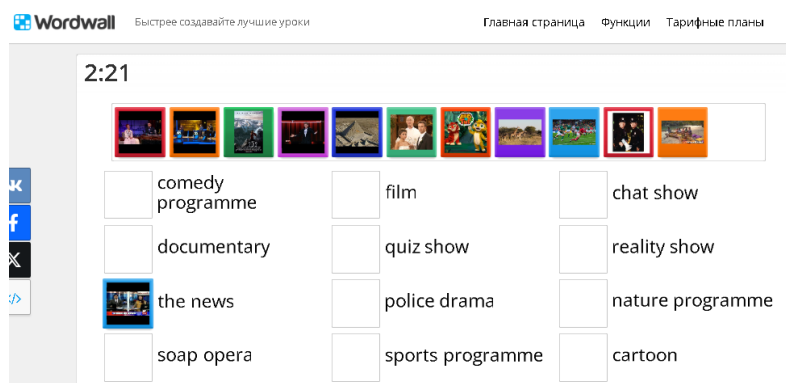 Wordwall Быстрее создавайте лучшие уроки Главная страница Функции Тарифные планы
2:21
comedy programme
film
chat show
documentary
quiz show
reality show
the news
police drama
nature programme
soap opera
sports programme
cartoon